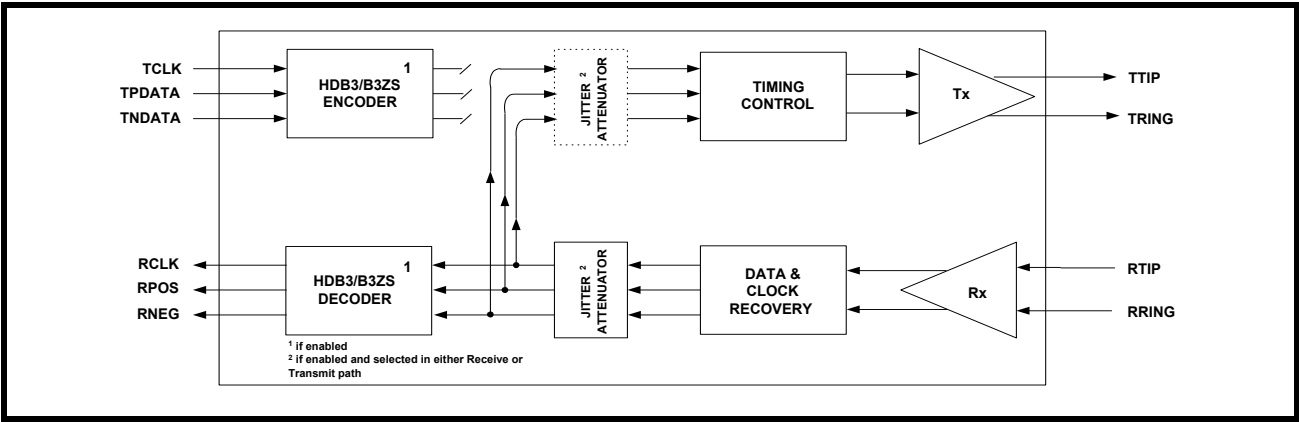 TCLK
TPDATA
TNDATA
HDB3/B3ZS 1
ENCODER
JITTER 2
ATTENUATOR
TIMING
CONTROL
Tx
TTIP
TRING
RCLK
RPOS
RNEG
HDB3/B3ZS 1
DECODER
JITTER 2
ATTENUATOR
DATA &
CLOCK
RECOVERY
Rx
RTIP
RRING
1 if enabled
2 if enabled and selected in either Receive or
Transmit path